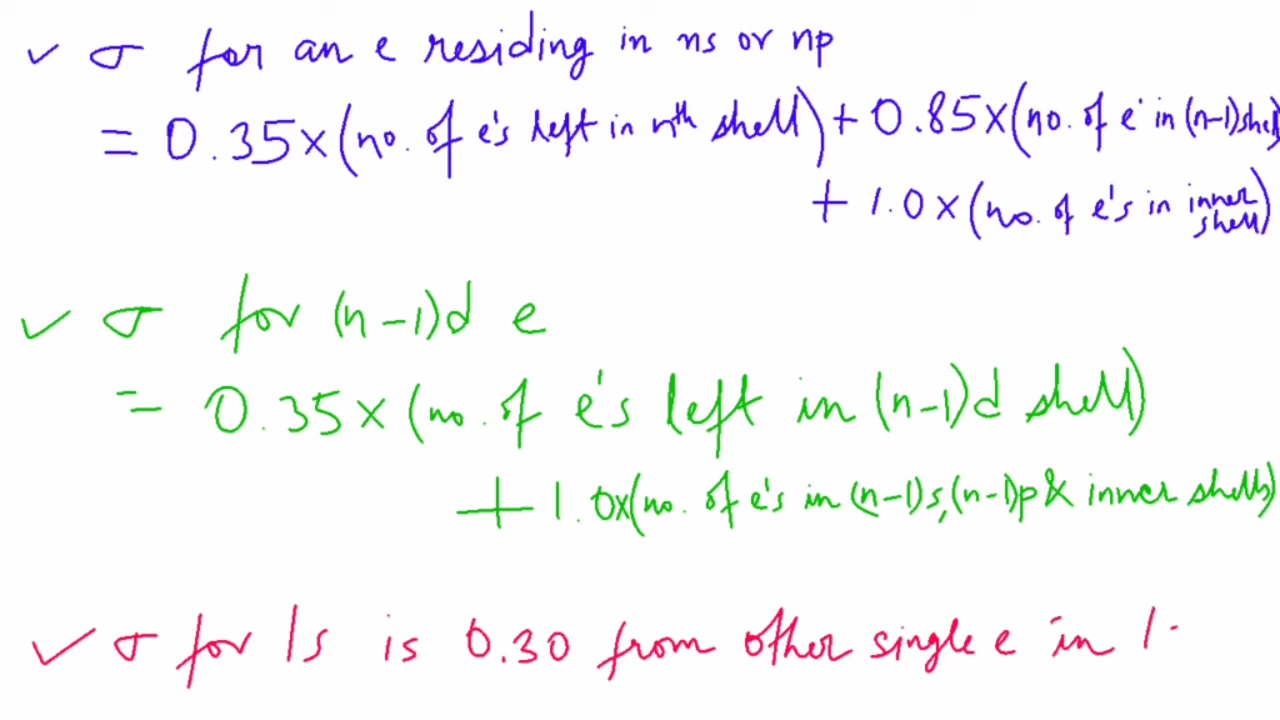 ✓ σ for an e residing in ns or np
= 0.35×(no. of e's left in nth shell) + 0.85×(no. of e in (n-1)shel
+ 1.0×(no. of e's in inner shell)
✓ σ for (n-1)d e
= 0.35×(no. of e's left in (n-1)d shell)
+ 1.0×(no. of e's in (n-1)s, (n-1)p & inner shells)
✓ σ for 1s is 0.30 from other single e in 1